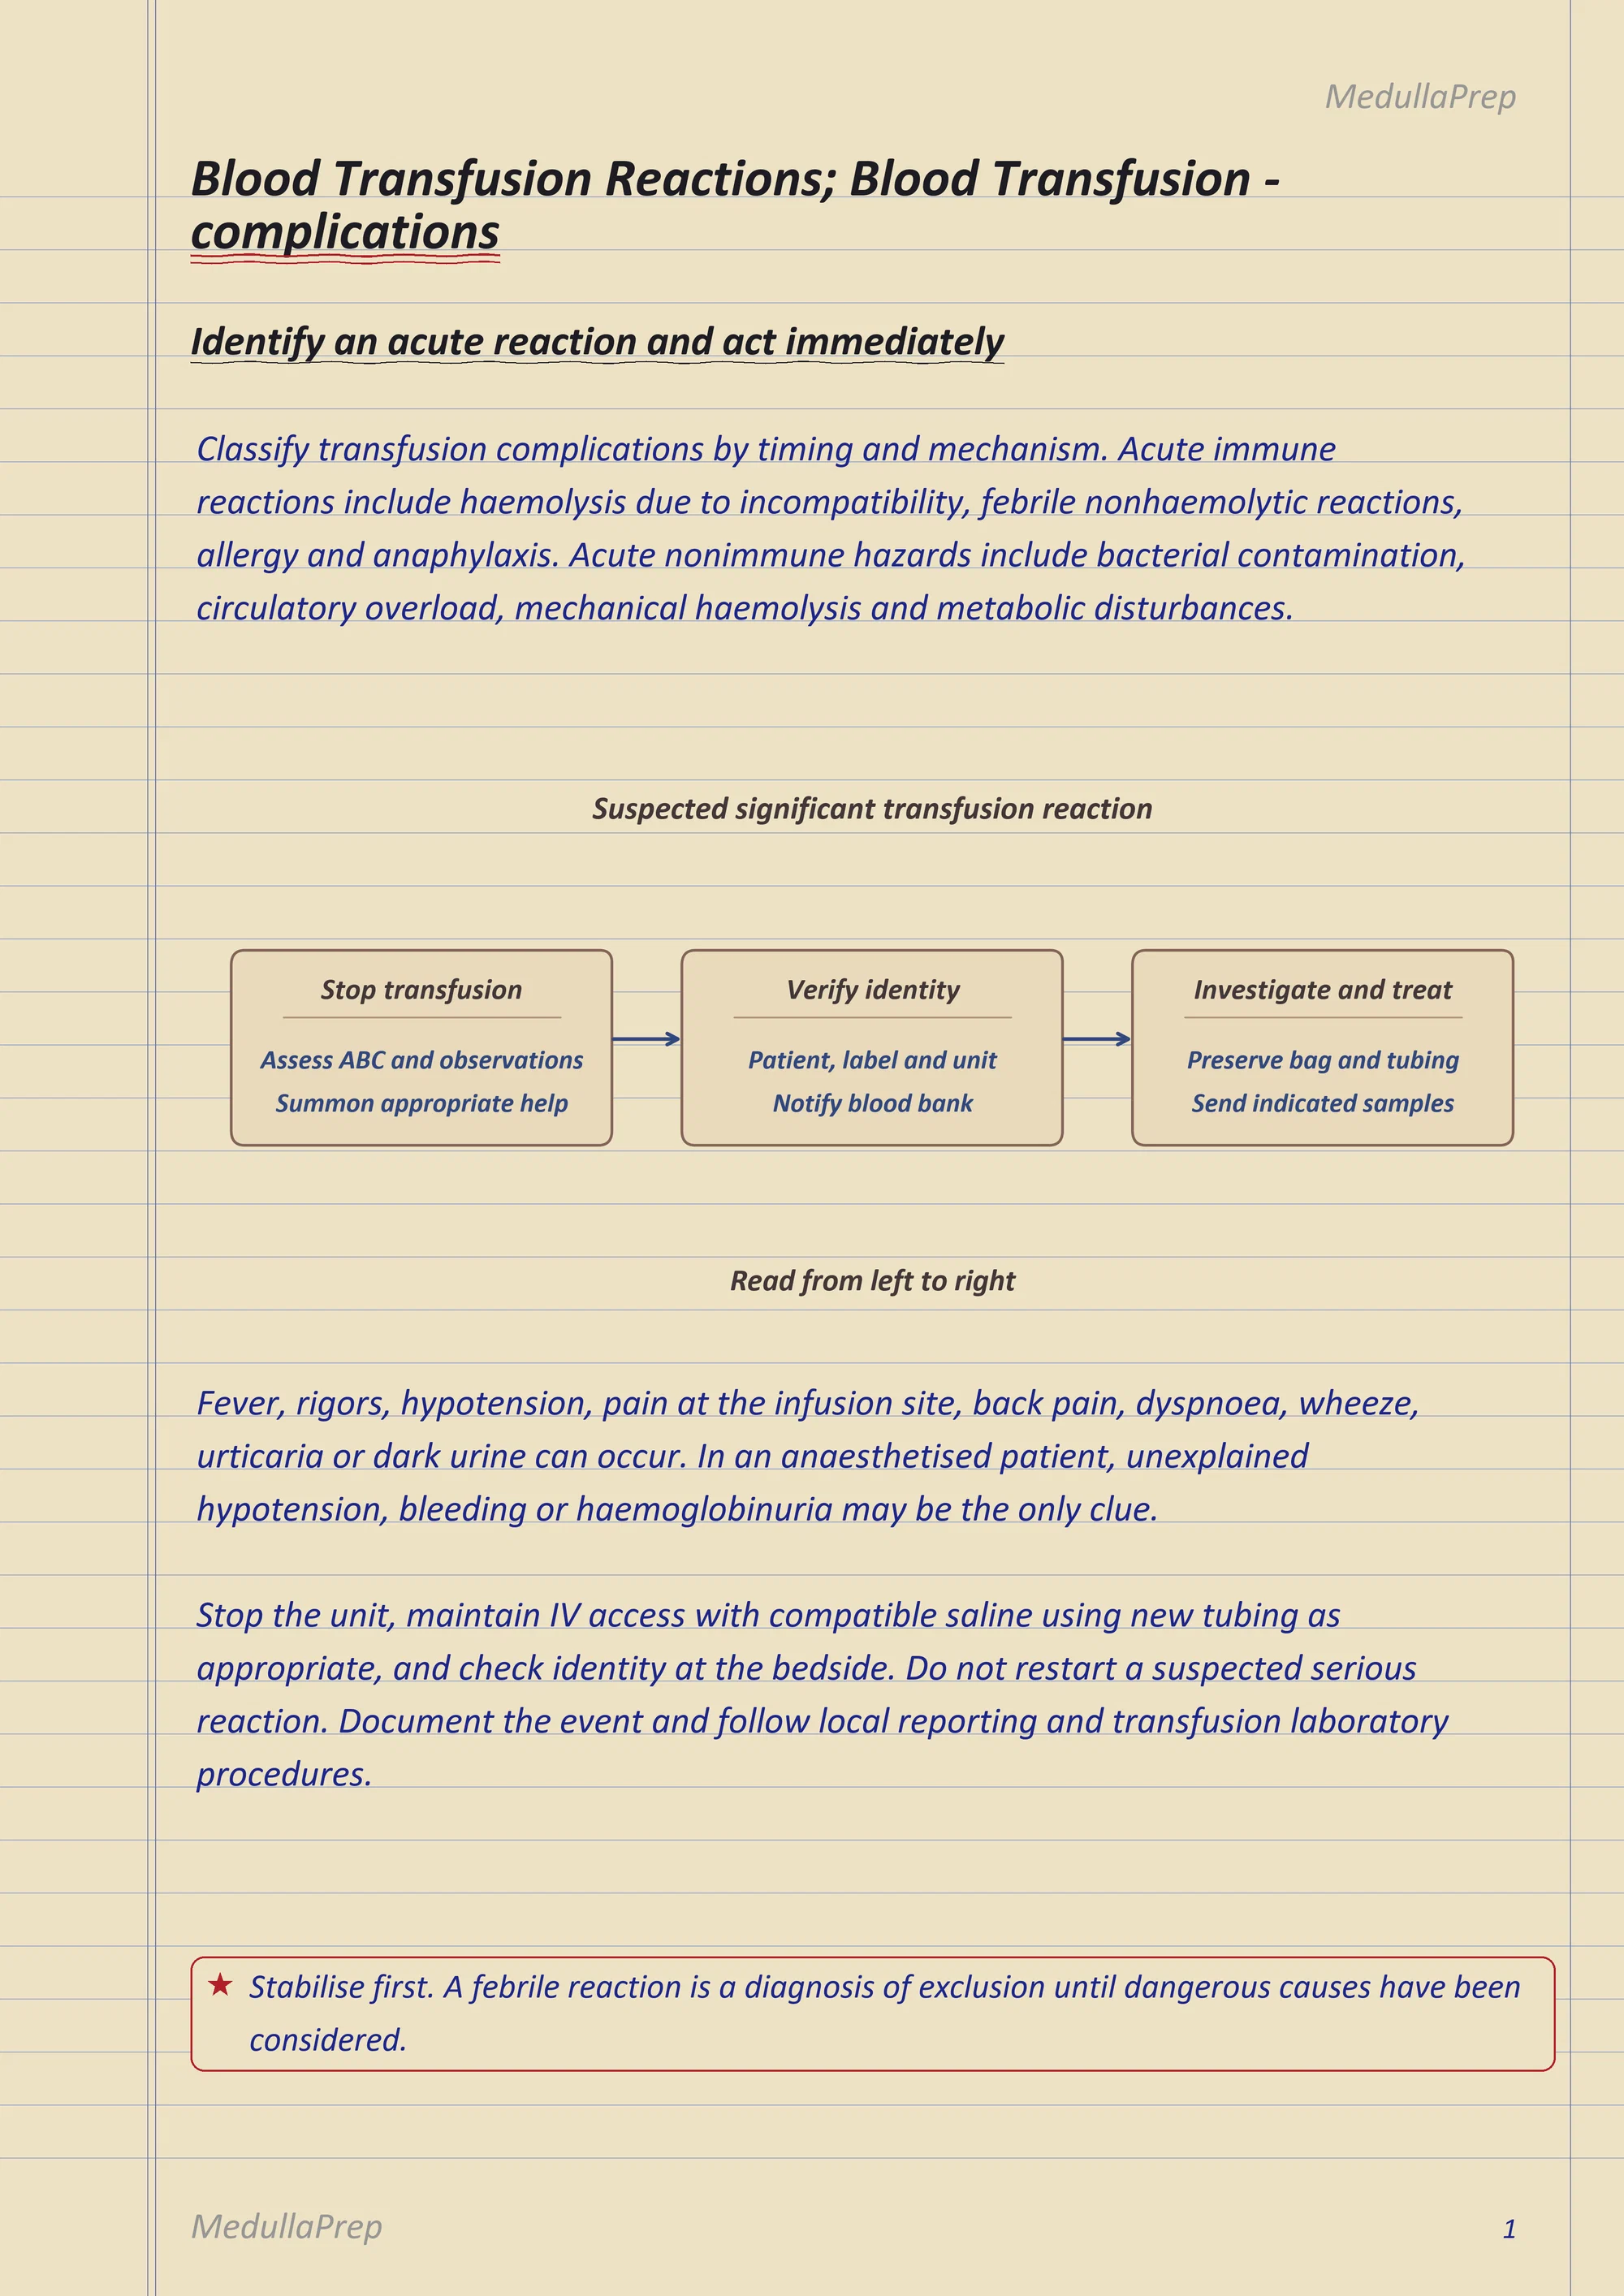 MedullaPrep
Blood Transfusion Reactions; Blood Transfusion -
complications
Identify an acute reaction and act immediately
Classify transfusion complications by timing and mechanism. Acute immune
reactions include haemolysis due to incompatibility, febrile nonhaemolytic reactions,
allergy and anaphylaxis. Acute nonimmune hazards include bacterial contamination,
circulatory overload, mechanical haemolysis and metabolic disturbances.
Suspected significant transfusion reaction
Stop transfusion
Assess ABC and observations
Summon appropriate help
Verify identity
Patient, label and unit
Notify blood bank
Investigate and treat
Preserve bag and tubing
Send indicated samples
Read from left to right
Fever, rigors, hypotension, pain at the infusion site, back pain, dyspnoea, wheeze,
urticaria or dark urine can occur. In an anaesthetised patient, unexplained
hypotension, bleeding or haemoglobinuria may be the only clue.
Stop the unit, maintain IV access with compatible saline using new tubing as
appropriate, and check identity at the bedside. Do not restart a suspected serious
reaction. Document the event and follow local reporting and transfusion laboratory
procedures.
★ Stabilise first. A febrile reaction is a diagnosis of exclusion until dangerous causes have been
considered.
MedullaPrep
1